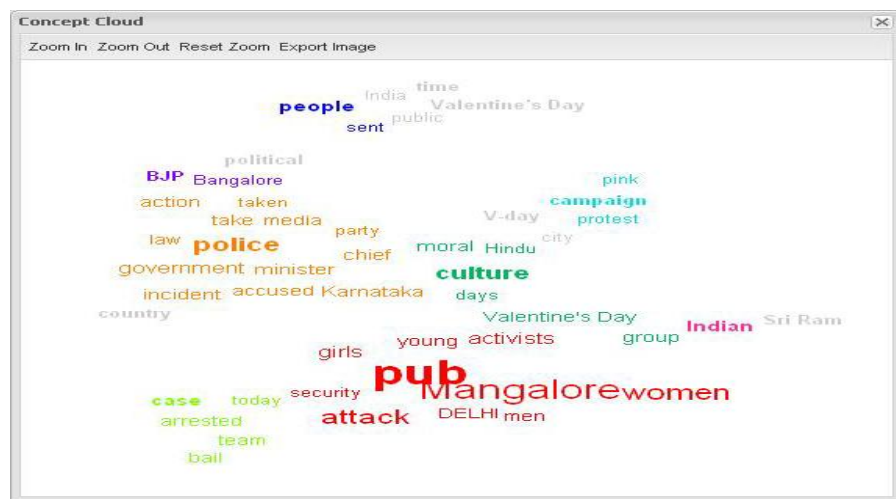 Concept Cloud
Zoom In Zoom Out Reset Zoom Export Image
time
India
people
Valentine's Day
public
sent
political
BJP Bangalore
pink
action taken
campaign
take media
V-day
protest
party
law police
moral Hindu
city
chief
government minister
culture
incident accused Karnataka
days
country
Valentine's Day
Indian Sri Ram
young activists
group
girls
pub
security
Mangalore women
case today
attack
DELHI men
arrested
team
bail